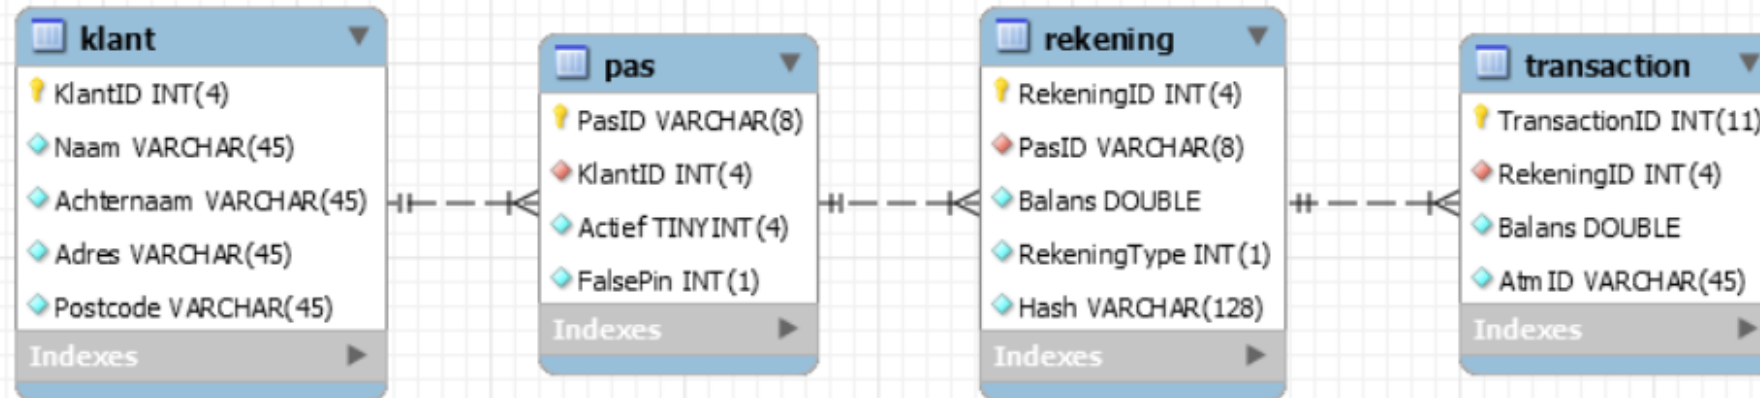 klant
KlantID INT(4)
Naam VARCHAR(45)
Achternaam VARCHAR(45)
Adres VARCHAR(45)
Postcode VARCHAR(45)
Indexes
pas
PasID VARCHAR(8)
KlantID INT(4)
Actief TINYINT(4)
FalsePin INT(1)
Indexes
rekening
RekeningID INT(4)
PasID VARCHAR(8)
Balans DOUBLE
RekeningType INT(1)
Hash VARCHAR(128)
Indexes
transaction
TransactionID INT(11)
RekeningID INT(4)
Balans DOUBLE
AtmID VARCHAR(45)
Indexes